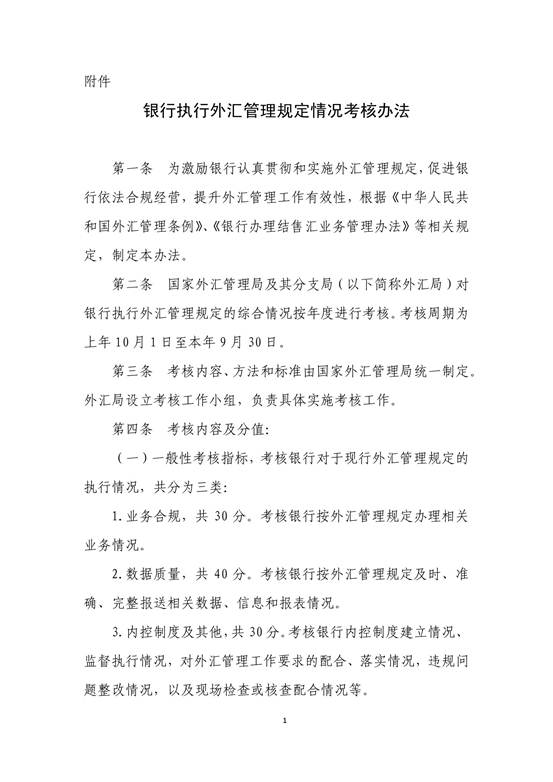 附件
银行执行外汇管理规定情况考核办法
第一条 为激励银行认真贯彻和实施外汇管理规定，促进银
行依法合规经营，提升外汇管理工作有效性，根据《中华人民共
和国外汇管理条例》、《银行办理结售汇业务管理办法》等相关规
定，制定本办法。
第二条 国家外汇管理局及其分支局（以下简称外汇局）对
银行执行外汇管理规定的综合情况按年度进行考核。考核周期为
上年 10 月 1 日至本年 9 月 30 日。
第三条 考核内容、方法和标准由国家外汇管理局统一制定。
外汇局设立考核工作小组，负责具体实施考核工作。
第四条 考核内容及分值：
（一）一般性考核指标，考核银行对于现行外汇管理规定的
执行情况，共分为三类：
1.业务合规，共 30 分。考核银行按外汇管理规定办理相关
业务情况。
2.数据质量，共 40 分。考核银行按外汇管理规定及时、准
确、完整报送相关数据、信息和报表情况。
3.内控制度及其他，共 30 分。考核银行内控制度建立情况、
监督执行情况，对外汇管理工作要求的配合、落实情况，违规问
题整改情况，以及现场检查或核查配合情况等。
1